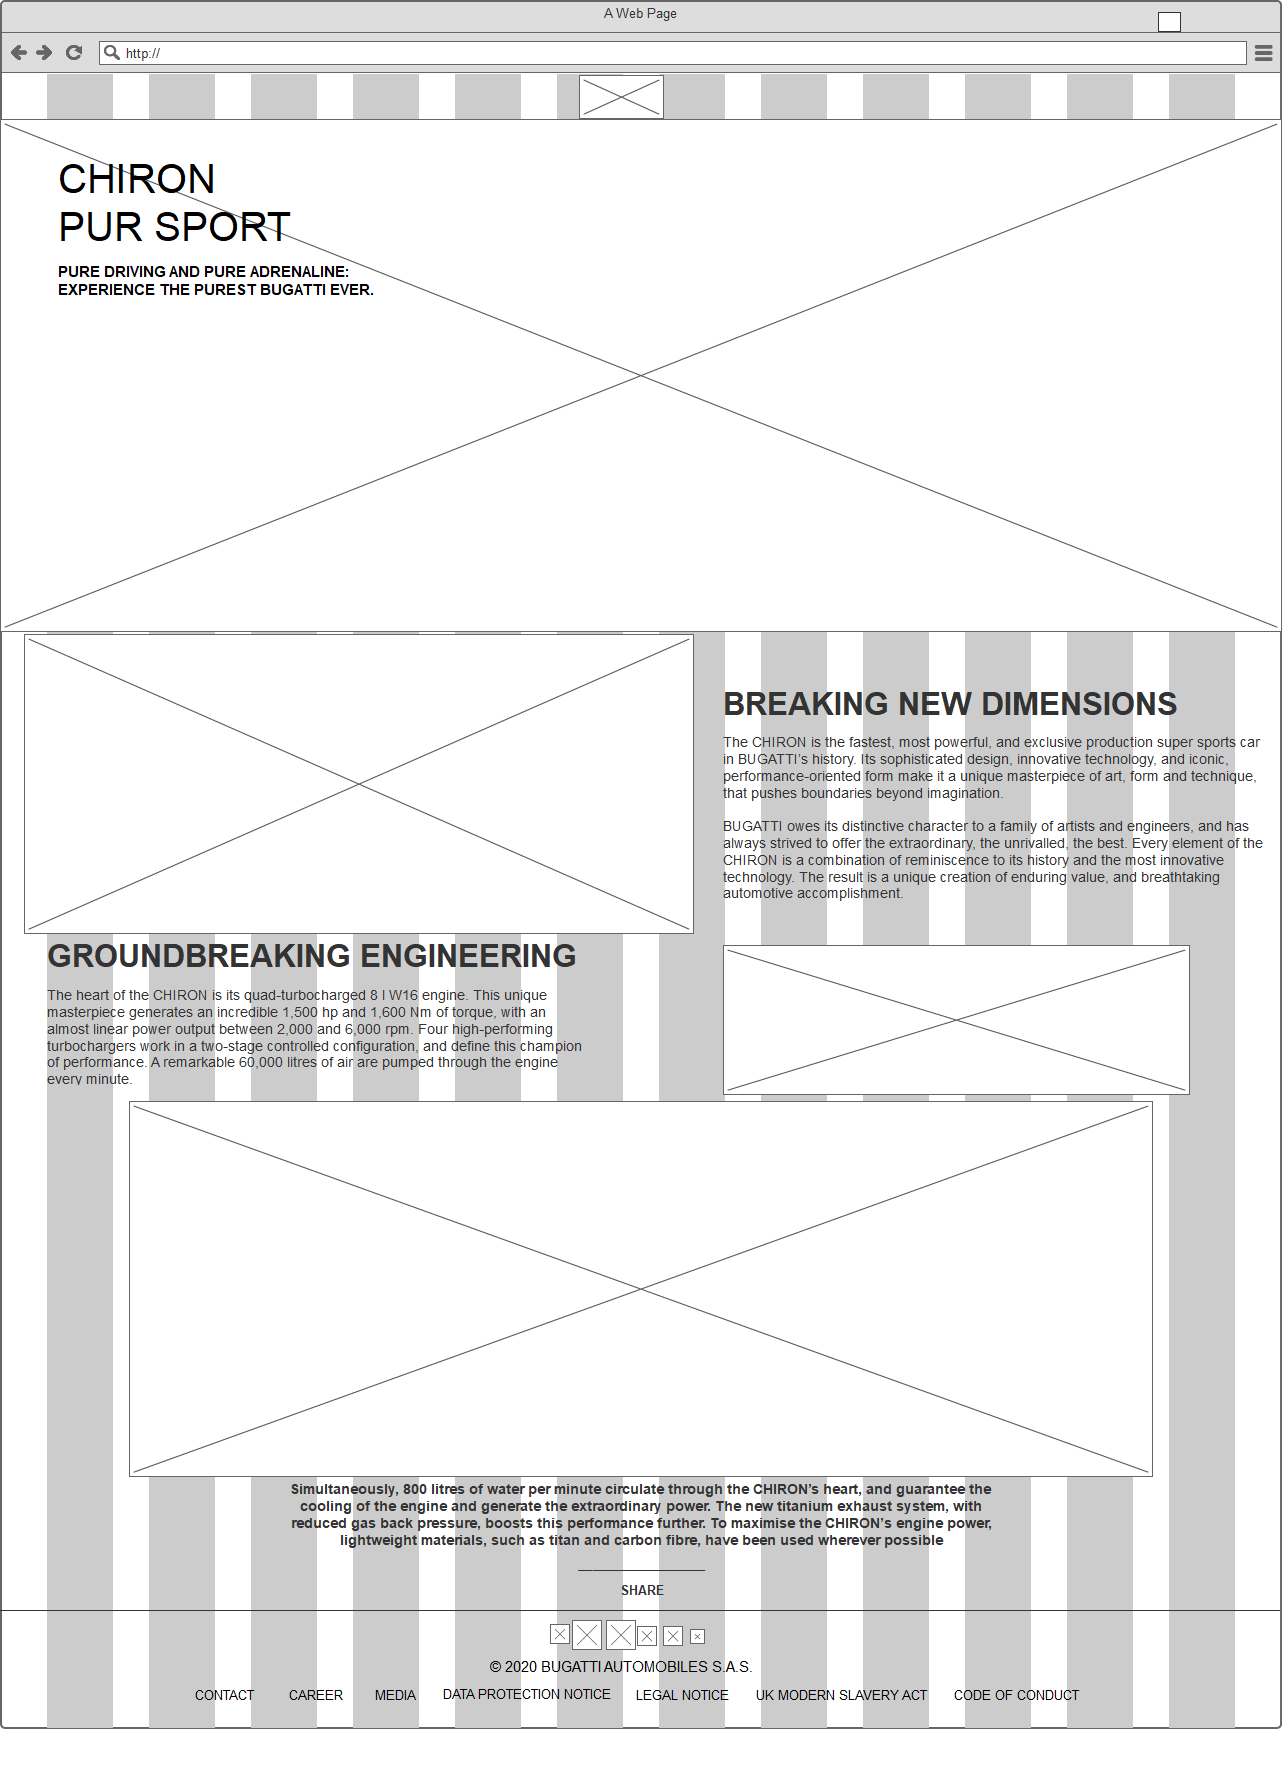 A Web Page
http://
CHIRON
PUR SPORT
PURE DRIVING AND PURE ADRENALINE:
EXPERIENCE THE PUREST BUGATTI EVER.
BREAKING NEW DIMENSIONS
The CHIRON is the fastest, most powerful, and exclusive production super sports car
in BUGATTI's history. Its sophisticated design, innovative technology, and iconic,
performance-oriented form make it a unique masterpiece of art, form and technique,
that pushes boundaries beyond imagination.
BUGATTI owes its distinctive character to a family of artists and engineers, and has
always strived to offer the extraordinary, the unrivalled, the best. Every element of the
CHIRON is a combination of reminiscence to its history and the most innovative
technology. The result is a unique creation of enduring value, and breathtaking
automotive accomplishment.
GROUNDBREAKING ENGINEERING
The heart of the CHIRON is its quad-turbocharged 8 l W16 engine. This unique
masterpiece generates an incredible 1,500 hp and 1,600 Nm of torque, with an
almost linear power output between 2,000 and 6,000 rpm. Four high-performing
turbochargers work in a two-stage controlled configuration, and define this champion
of performance. A remarkable 60,000 litres of air are pumped through the engine
every minute.
Simultaneously, 800 litres of water per minute circulate through the CHIRON's heart, and guarantee the
cooling of the engine and generate the extraordinary power. The new titanium exhaust system, with
reduced gas back pressure, boosts this performance further. To maximise the CHIRON's engine power,
lightweight materials, such as titan and carbon fibre, have been used wherever possible
SHARE
© 2020 BUGATTI AUTOMOBILES S.A.S.
CONTACT CAREER MEDIA DATA PROTECTION NOTICE LEGAL NOTICE UK MODERN SLAVERY ACT CODE OF CONDUCT